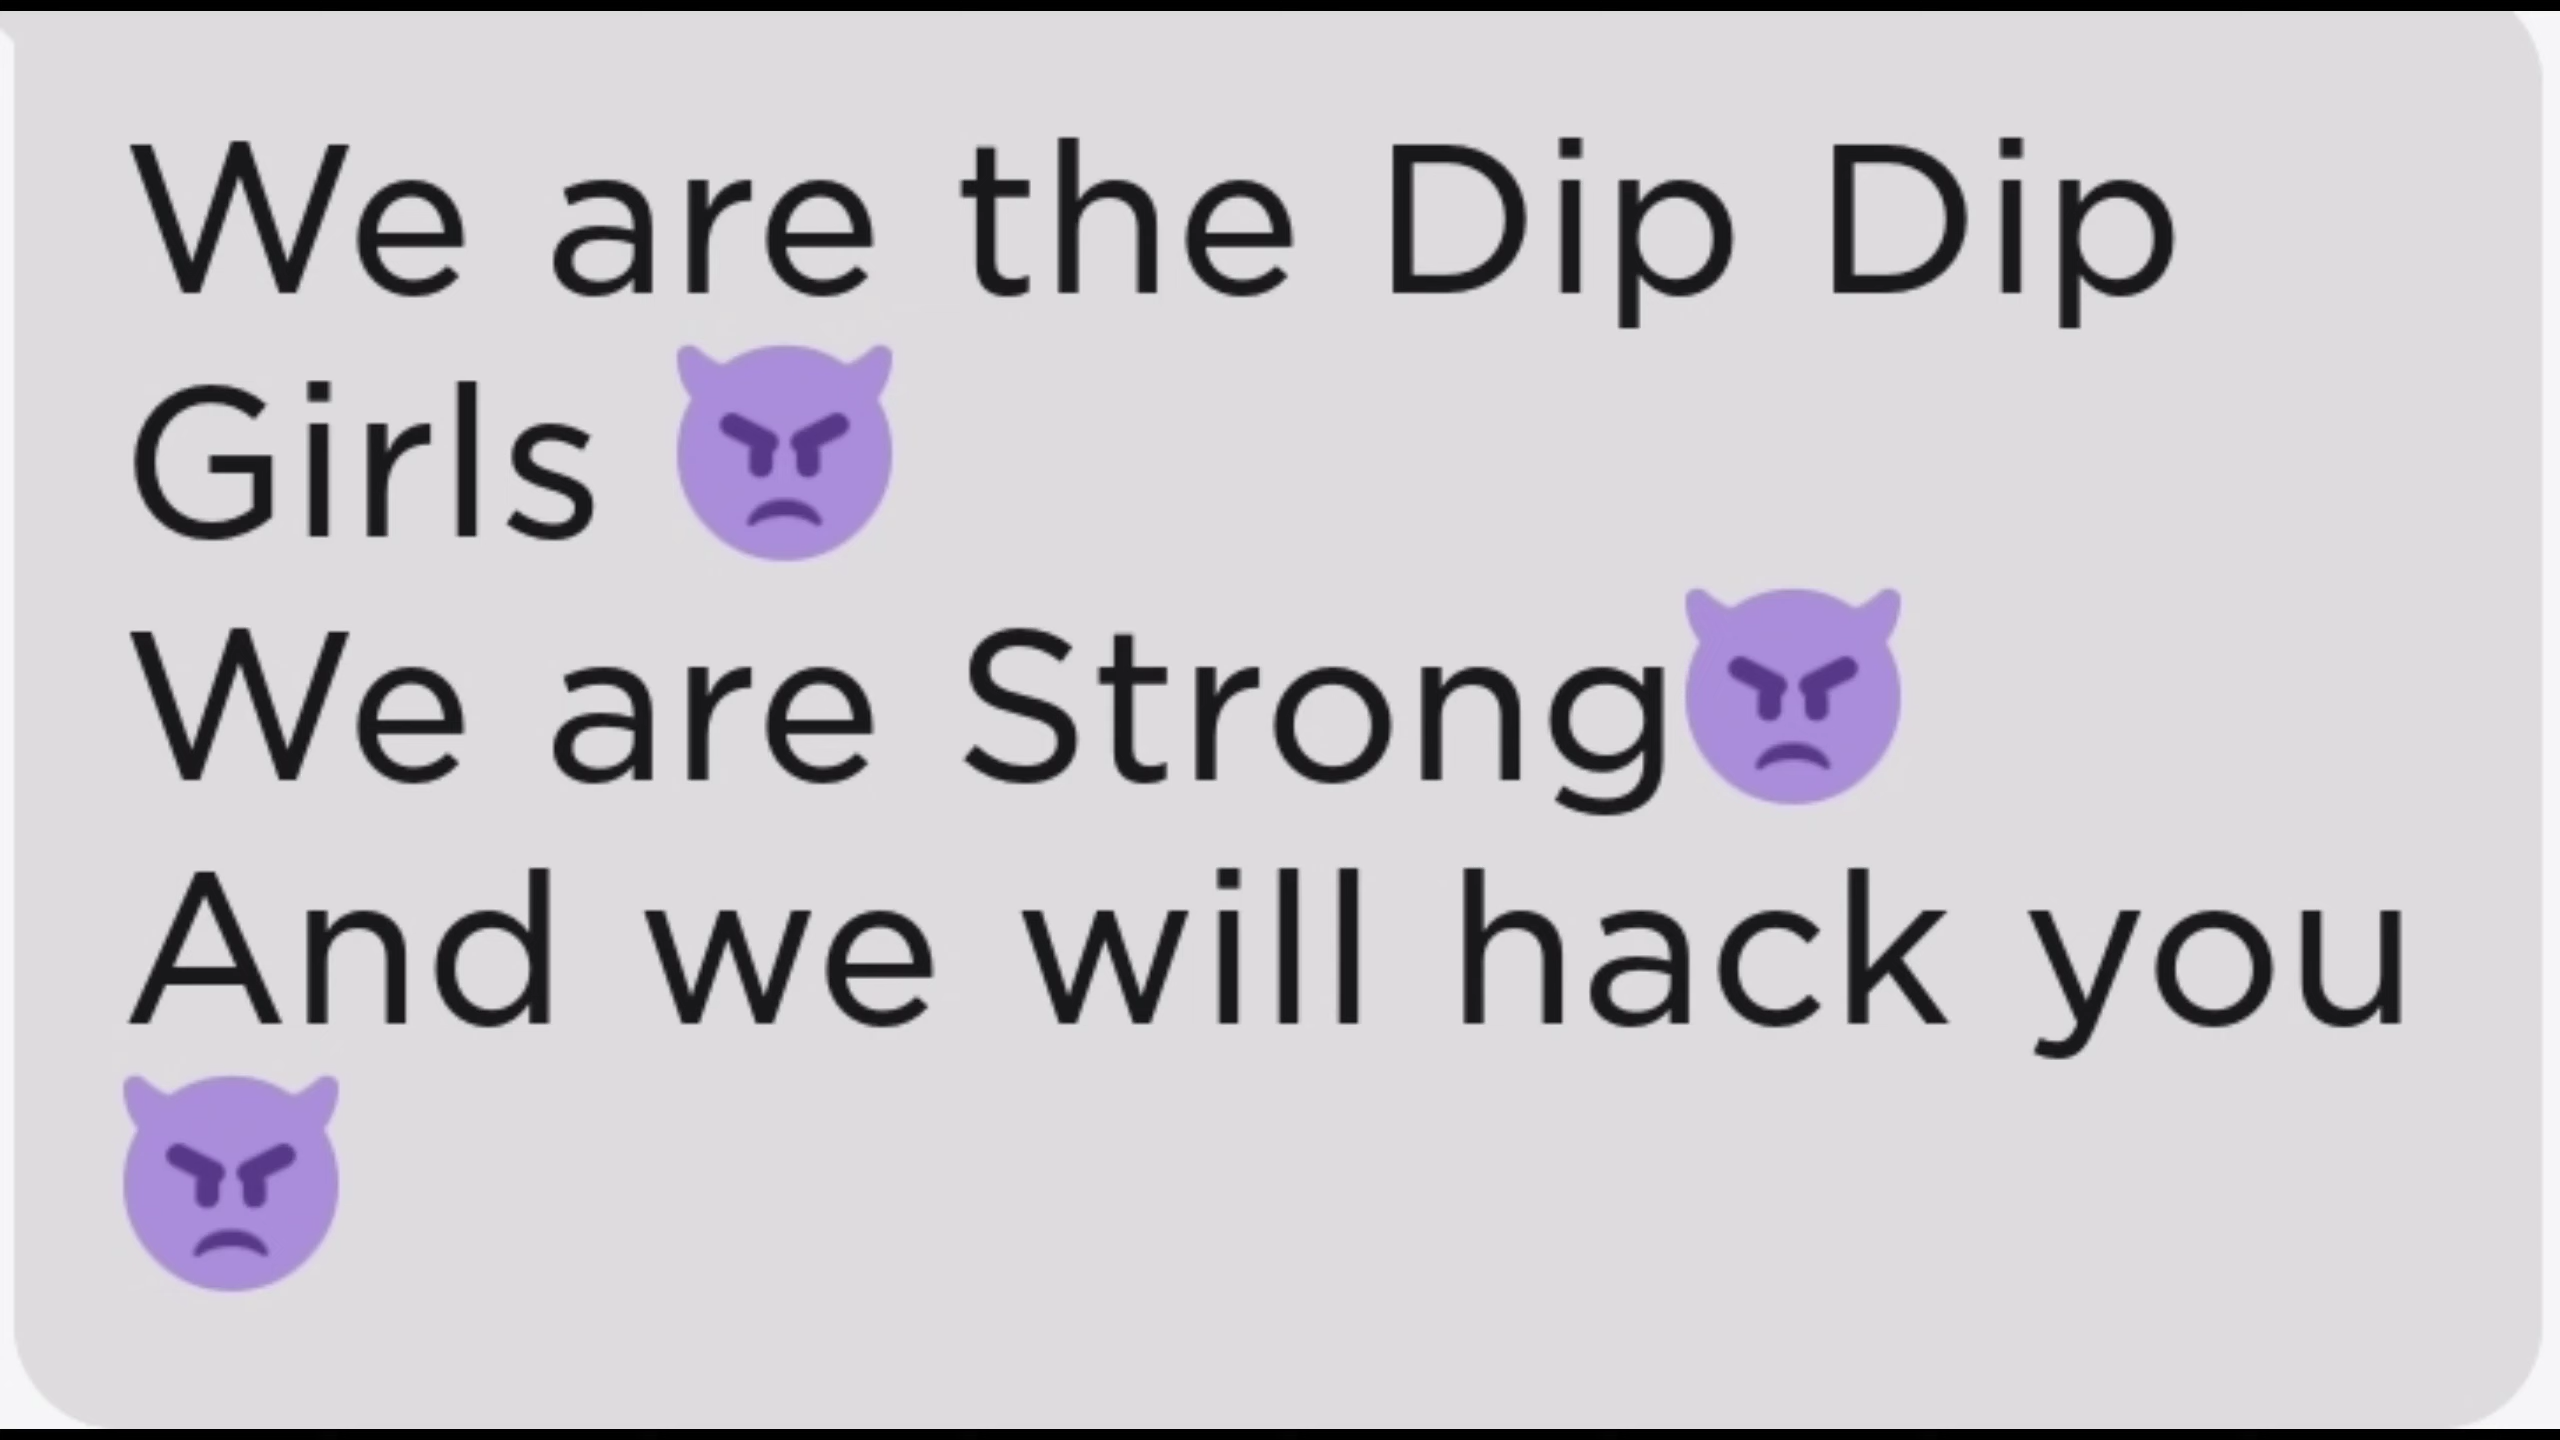 We are the Dip Dip
Girls 👿
We are Strong👿
And we will hack you
👿